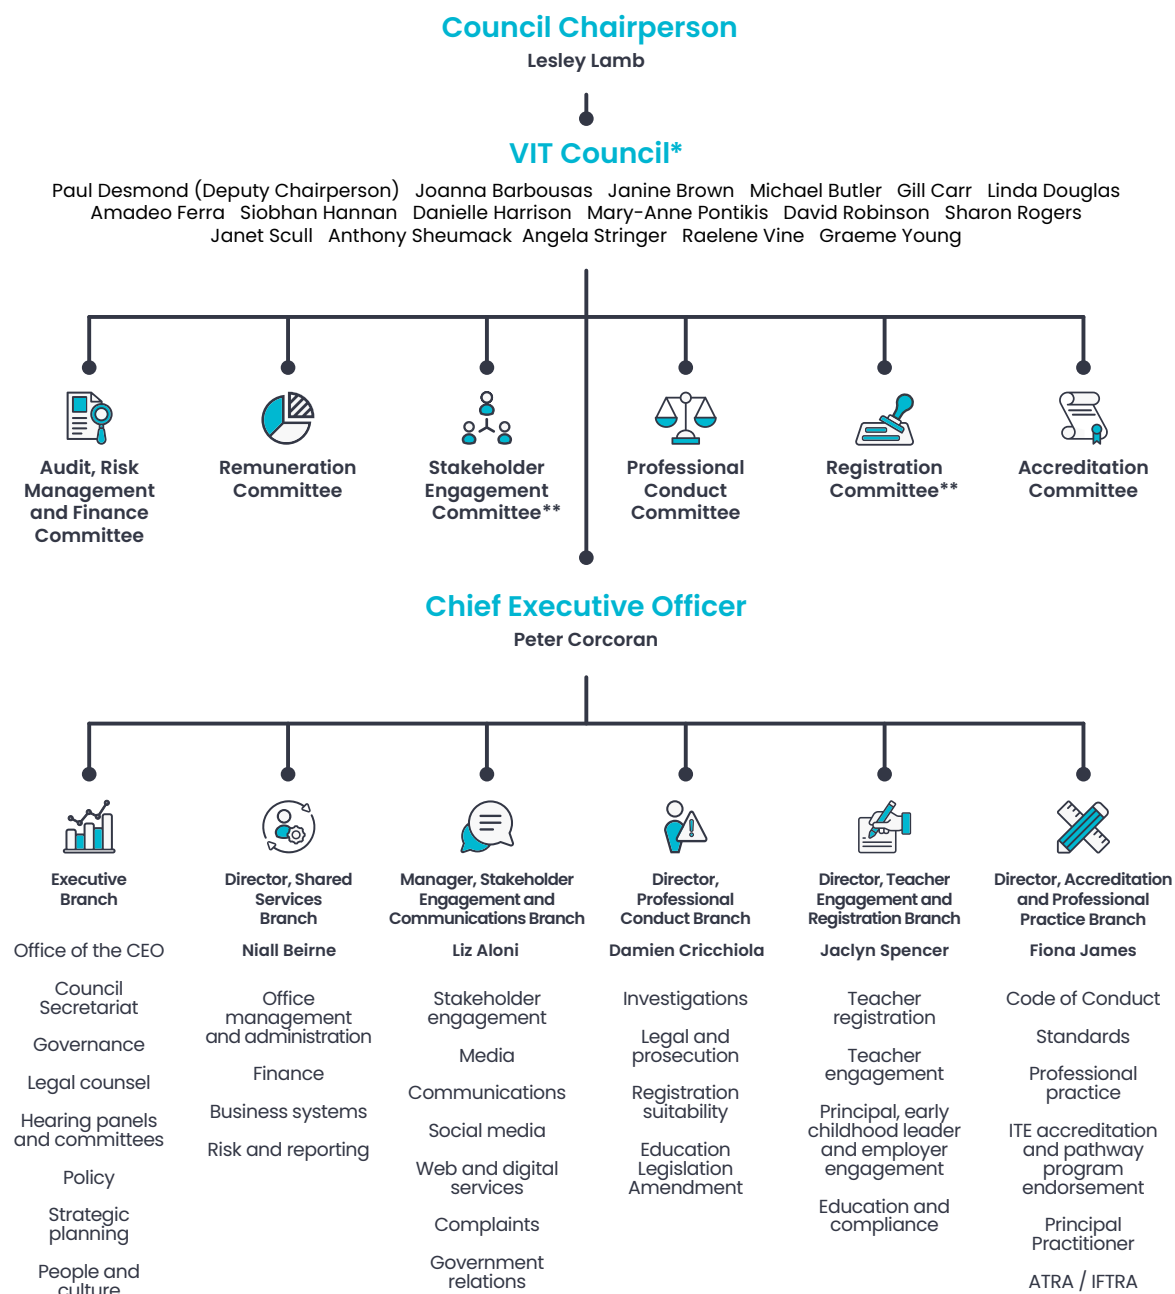 Council Chairperson
Lesley Lamb
VIT Council*
Paul Desmond (Deputy Chairperson) Joanna Barbousas Janine Brown Michael Butler Gill Carr Linda Douglas
Amadeo Ferra Siobhan Hannan Danielle Harrison Mary-Anne Pontikis David Robinson Sharon Rogers
Janet Scull Anthony Sheumack Angela Stringer Raelene Vine Graeme Young
Audit, Risk
Management
and Finance
Committee
Remuneration
Committee
Stakeholder
Engagement
Committee**
Professional
Conduct
Committee
Registration
Committee**
Accreditation
Committee
Chief Executive Officer
Peter Corcoran
Executive
Branch
Office of the CEO
Council
Secretariat
Governance
Legal counsel
Hearing panels
and committees
Policy
Strategic
planning
People and
culture
Director, Shared
Services
Branch
Niall Beirne
Office
management
and administration
Finance
Business systems
Risk and reporting
Manager, Stakeholder
Engagement and
Communications Branch
Liz Aloni
Stakeholder
engagement
Media
Communications
Social media
Web and digital
services
Complaints
Government
relations
Director,
Professional
Conduct Branch
Damien Cricchiola
Investigations
Legal and
prosecution
Registration
suitability
Education
Legislation
Amendment
Director, Teacher
Engagement and
Registration Branch
Jaclyn Spencer
Teacher
registration
Teacher
engagement
Principal, early
childhood leader
and employer
engagement
Education and
compliance
Director, Accreditation
and Professional
Practice Branch
Fiona James
Code of Conduct
Standards
Professional
practice
ITE accreditation
and pathway
program
endorsement
Principal
Practitioner
ATRA / IFTRA